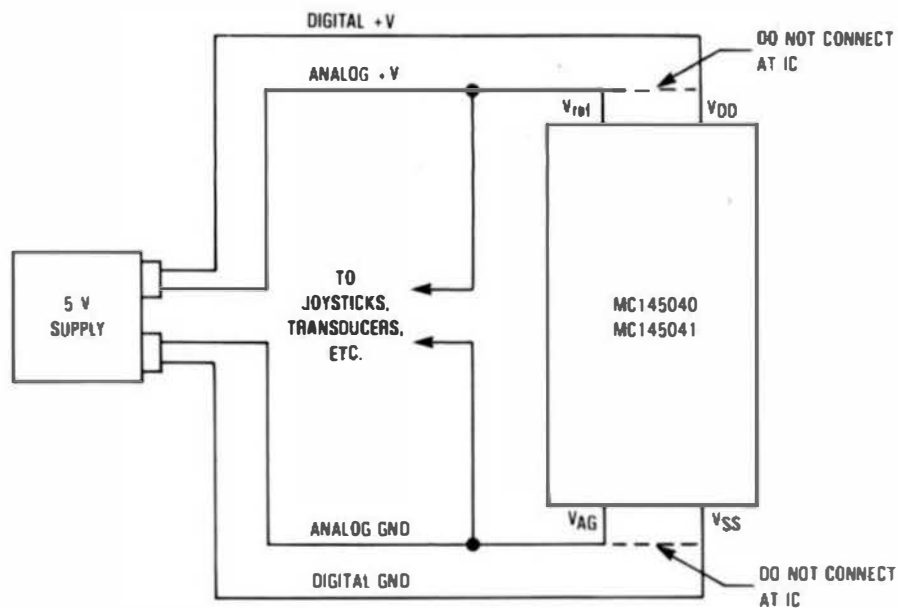 DIGITAL +V
DO NOT CONNECT
AT IC
ANALOG +V
Vref
VDD
5 V
SUPPLY
TO
JOYSTICKS,
TRANSDUCERS,
ETC.
MC145040
MC145041
ANALOG GND
VAG
VSS
DIGITAL GND
DO NOT CONNECT
AT IC